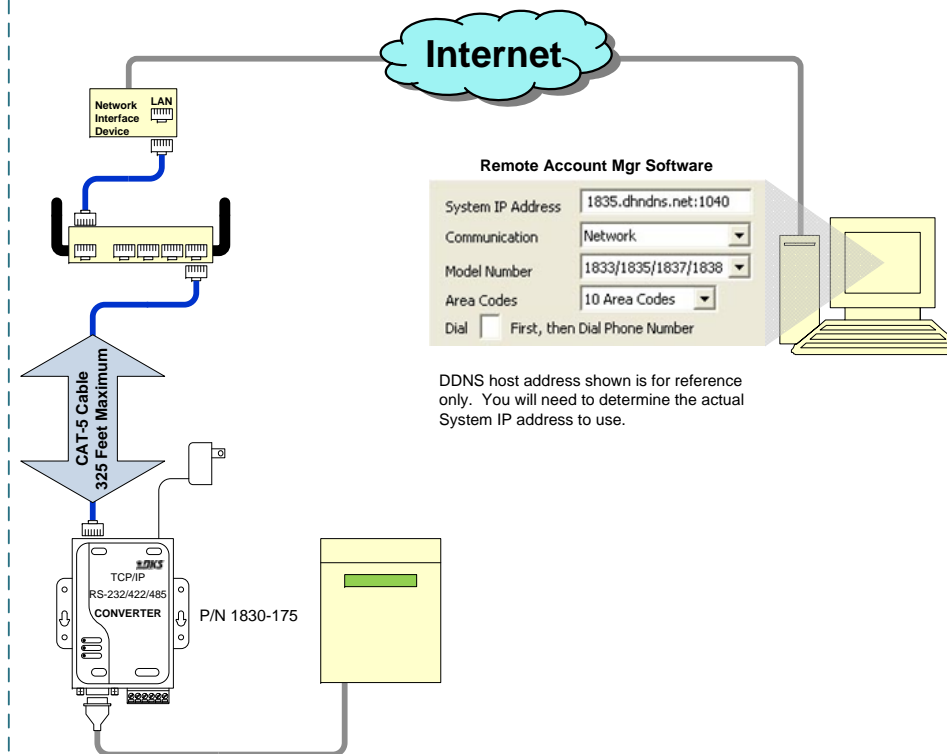 Internet
Network
Interface
Device
LAN
Remote Account Mgr Software
System IP Address 1835.dhndns.net:1040
Communication Network
Model Number 1833/1835/1837/1838
Area Codes 10 Area Codes
Dial First, then Dial Phone Number
DDNS host address shown is for reference
only. You will need to determine the actual
System IP address to use.
CAT-5 Cable
325 Feet Maximum
DKS
TCP/IP
RS-232/422/485
CONVERTER
P/N 1830-175